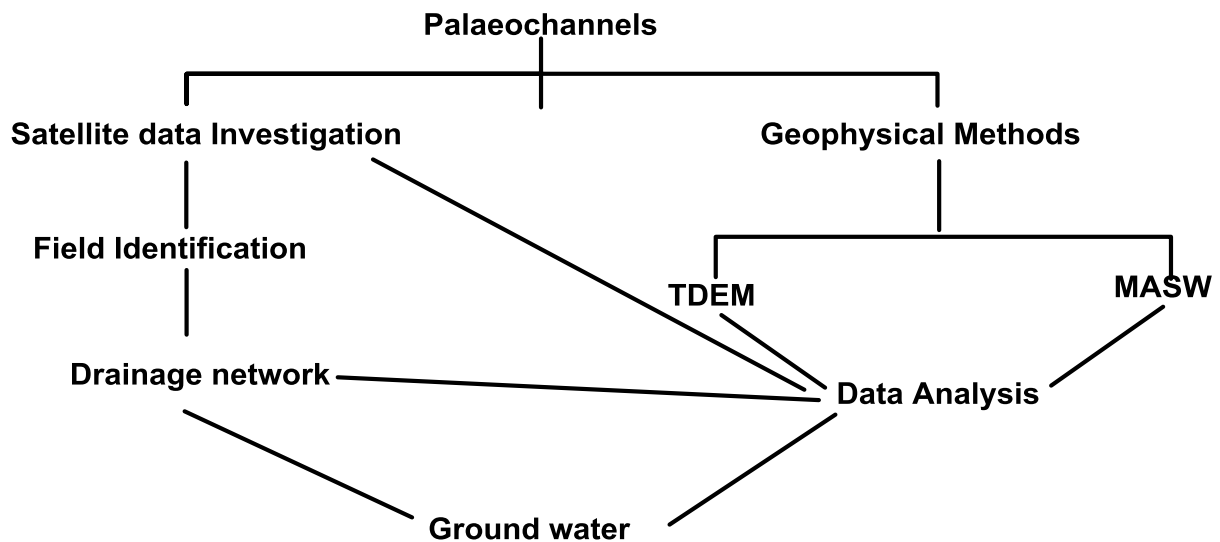 Palaeochannels
Satellite data Investigation
Geophysical Methods
Field Identification
TDEM
MASW
Drainage network
Data Analysis
Ground water